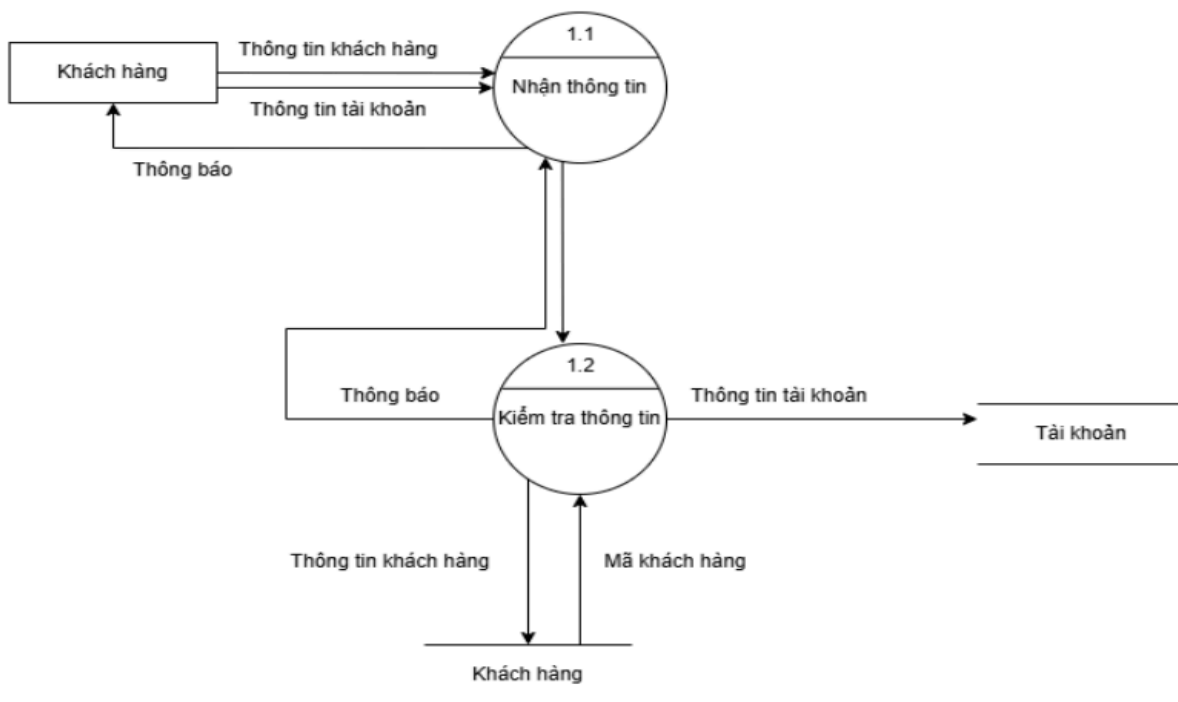 1.1
Khách hàng
Thông tin khách hàng
Nhận thông tin
Thông tin tài khoản
Thông báo
1.2
Thông báo
Kiểm tra thông tin
Thông tin tài khoản
Tài khoản
Thông tin khách hàng
Mã khách hàng
Khách hàng